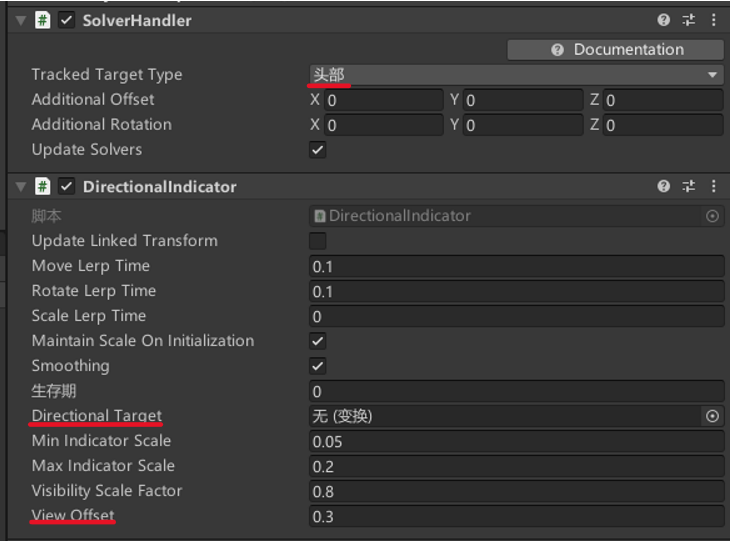 SolverHandler
Documentation
Tracked Target Type 头部
Additional Offset X 0 Y 0 Z 0
Additional Rotation X 0 Y 0 Z 0
Update Solvers
DirectionalIndicator
脚本 DirectionalIndicator
Update Linked Transform
Move Lerp Time 0.1
Rotate Lerp Time 0.1
Scale Lerp Time 0
Maintain Scale On Initialization
Smoothing
生存期 0
Directional Target 无 (变换)
Min Indicator Scale 0.05
Max Indicator Scale 0.2
Visibility Scale Factor 0.8
View Offset 0.3